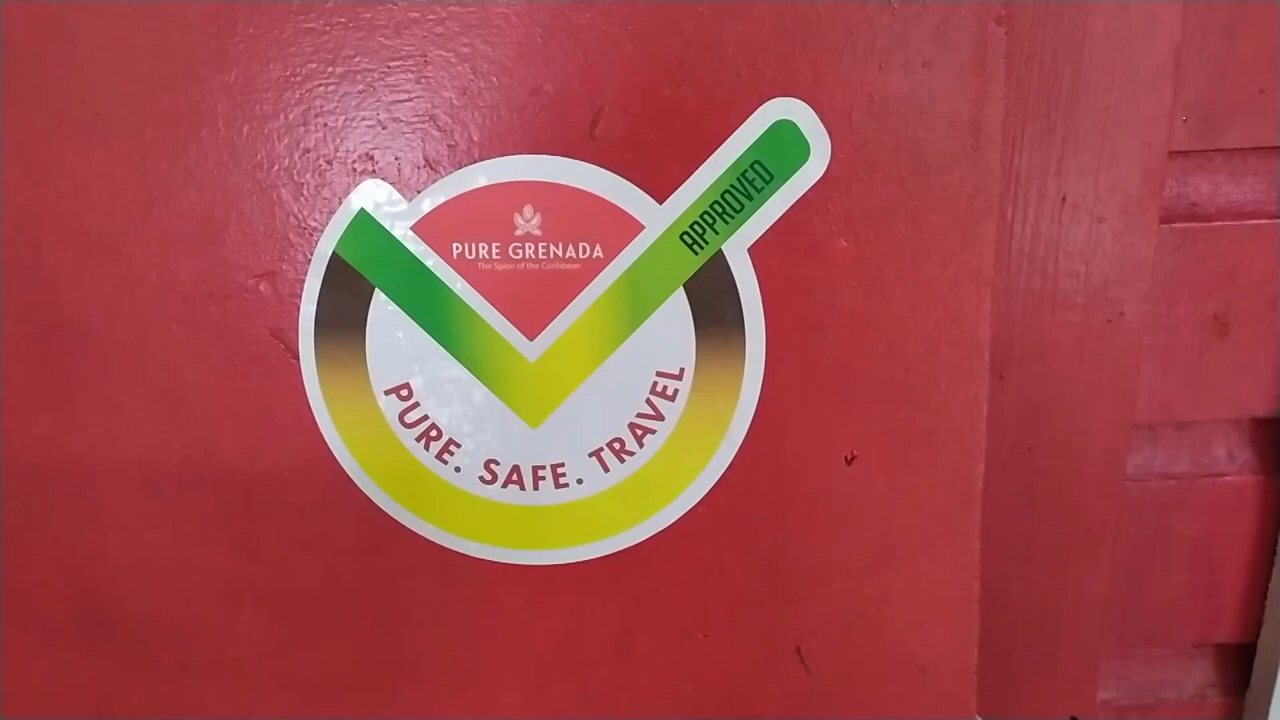 PURE GRENADA
The Spice of the Caribbean
APPROVED
PURE. SAFE. TRAVEL